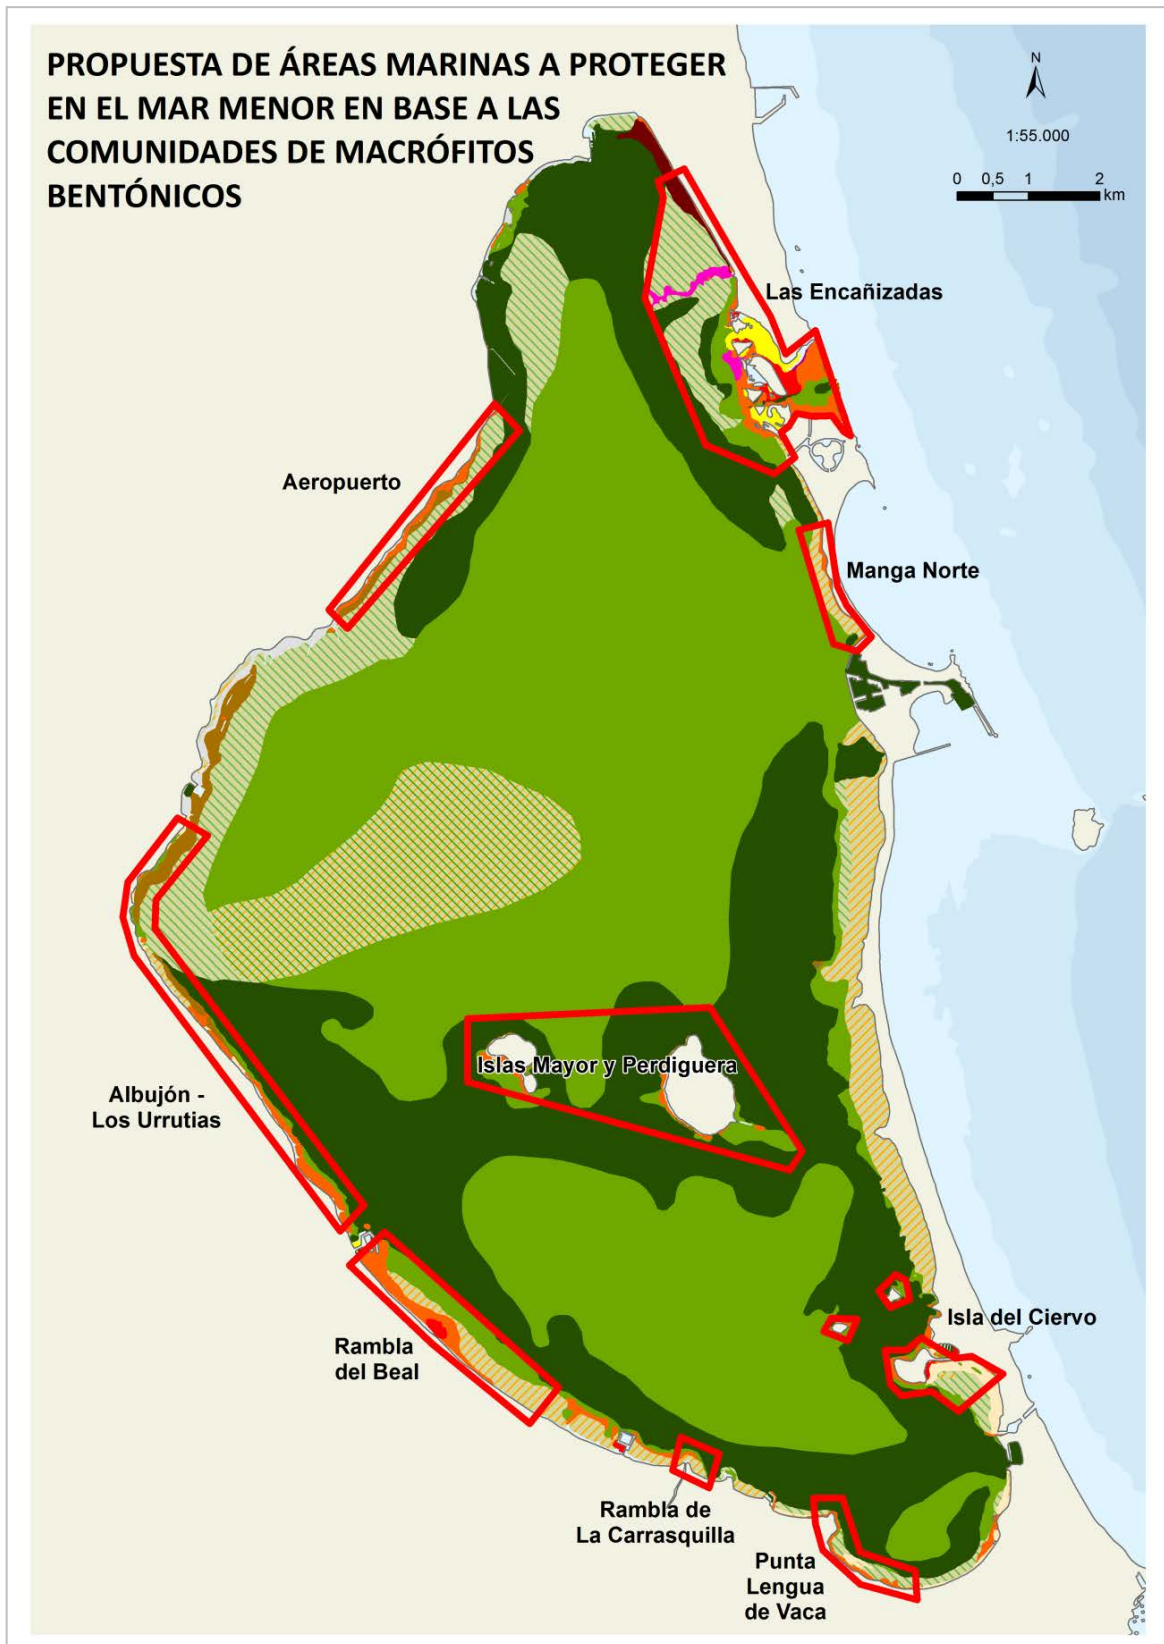 PROPUESTA DE ÁREAS MARINAS A PROTEGER
EN EL MAR MENOR EN BASE A LAS
COMUNIDADES DE MACRÓFITOS
BENTÓNICOS
N
1:55.000
0 0,5 1 2
km
Las Encañizadas
Aeropuerto
Manga Norte
Islas Mayor y Perdiguera
Albujón -
Los Urrutias
Isla del Ciervo
Rambla
del Beal
Rambla de
La Carrasquilla
Punta
Lengua
de Vaca